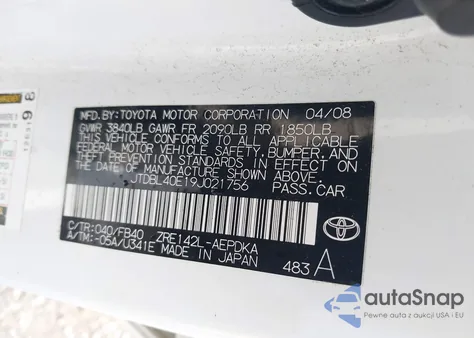 MFD.BY:TOYOTA MOTOR CORPORATION 04/08
GVWR 3840LB GAWR FR 2090LB RR 1850LB
THIS VEHICLE CONFORMS TO ALL APPLICABLE
FEDERAL MOTOR VEHICLE SAFETY,BUMPER,AND
THEFT PREVENTION STANDARDS IN EFFECT ON
THE DATE OF MANUFACTURE SHOWN ABOVE.
JTDBL40E19J021756 PASS.CAR
C/TR:040/FB40 ZRE142L-AEPDKA
A/TM:-05A/U341E MADE IN JAPAN
483 A
TOYOTA
autoSnap
Pewne auta z USA i EU